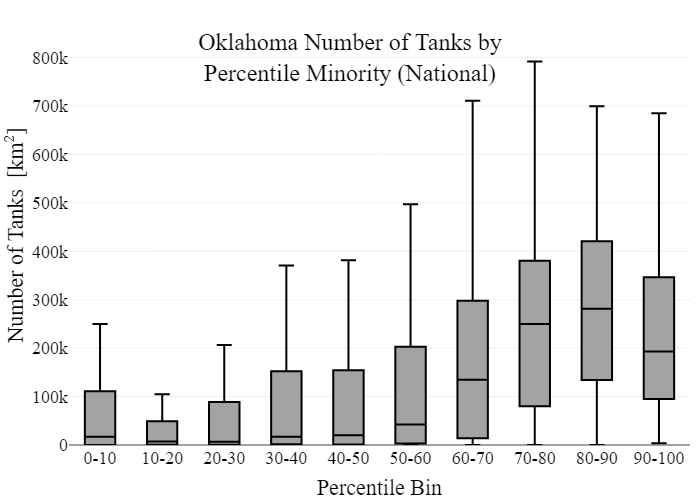 Oklahoma Number of Tanks by
Percentile Minority (National)
Number of Tanks [km²]
800k
700k
600k
500k
400k
300k
200k
100k
0
0-10 10-20 20-30 30-40 40-50 50-60 60-70 70-80 80-90 90-100
Percentile Bin